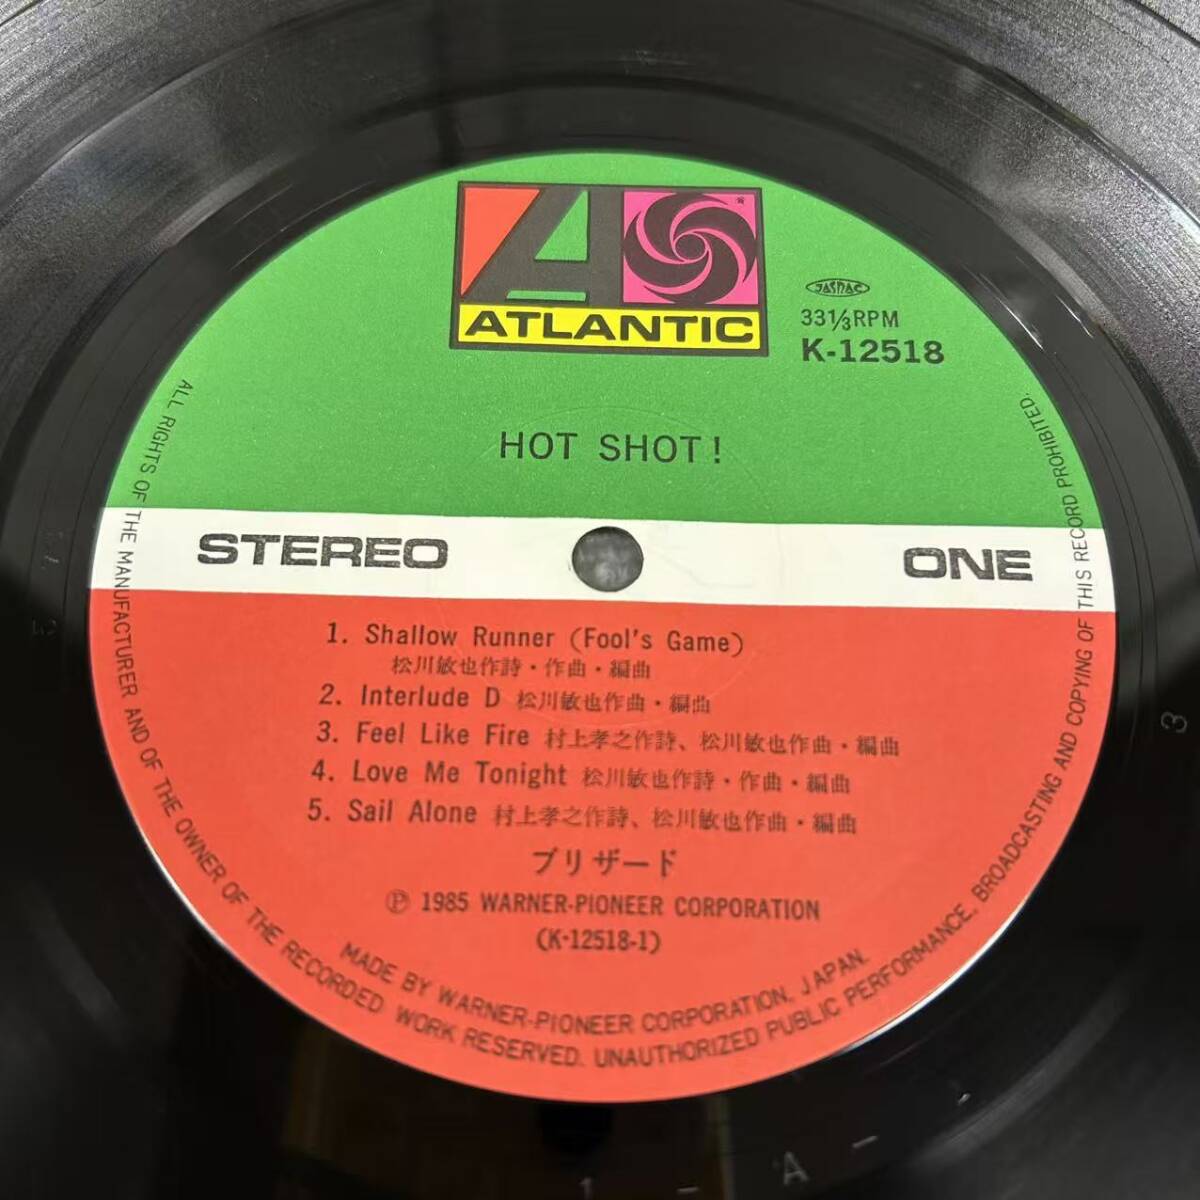 ATLANTIC
JASRAC
33 1/3 RPM
K-12518
HOT SHOT!
STEREO
ONE
1. Shallow Runner (Fool's Game)
松川敏也作詩・作曲・編曲
2. Interlude D 松川敏也作曲・編曲
3. Feel Like Fire 村上孝之作詩、松川敏也作曲・編曲
4. Love Me Tonight 松川敏也作詩・作曲・編曲
5. Sail Alone 村上孝之作詩、松川敏也作曲・編曲
ブリザード
Ⓟ 1985 WARNER-PIONEER CORPORATION
(K-12518-1)
MADE BY WARNER-PIONEER CORPORATION, JAPAN.
ALL RIGHTS OF THE MANUFACTURER AND OF THE OWNER OF THE RECORDED WORK RESERVED. UNAUTHORIZED PUBLIC PERFORMANCE, BROADCASTING AND COPYING OF THIS RECORD PROHIBITED.
3
1 - A -